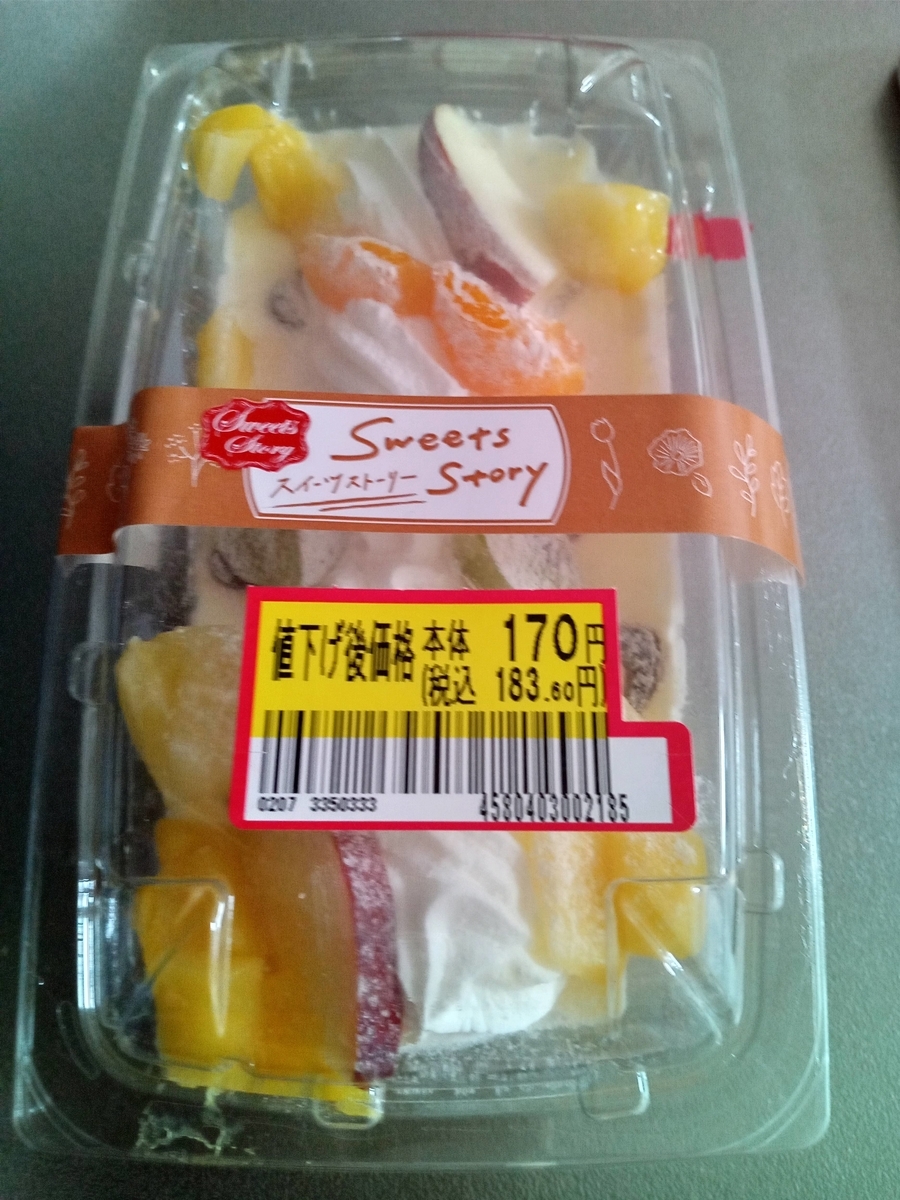 Sweets
Story
Sweets
スイーツストーリー Story
値下げ後価格 本体 170円
(税込 183.60円)
0207 3350333 4580403002185